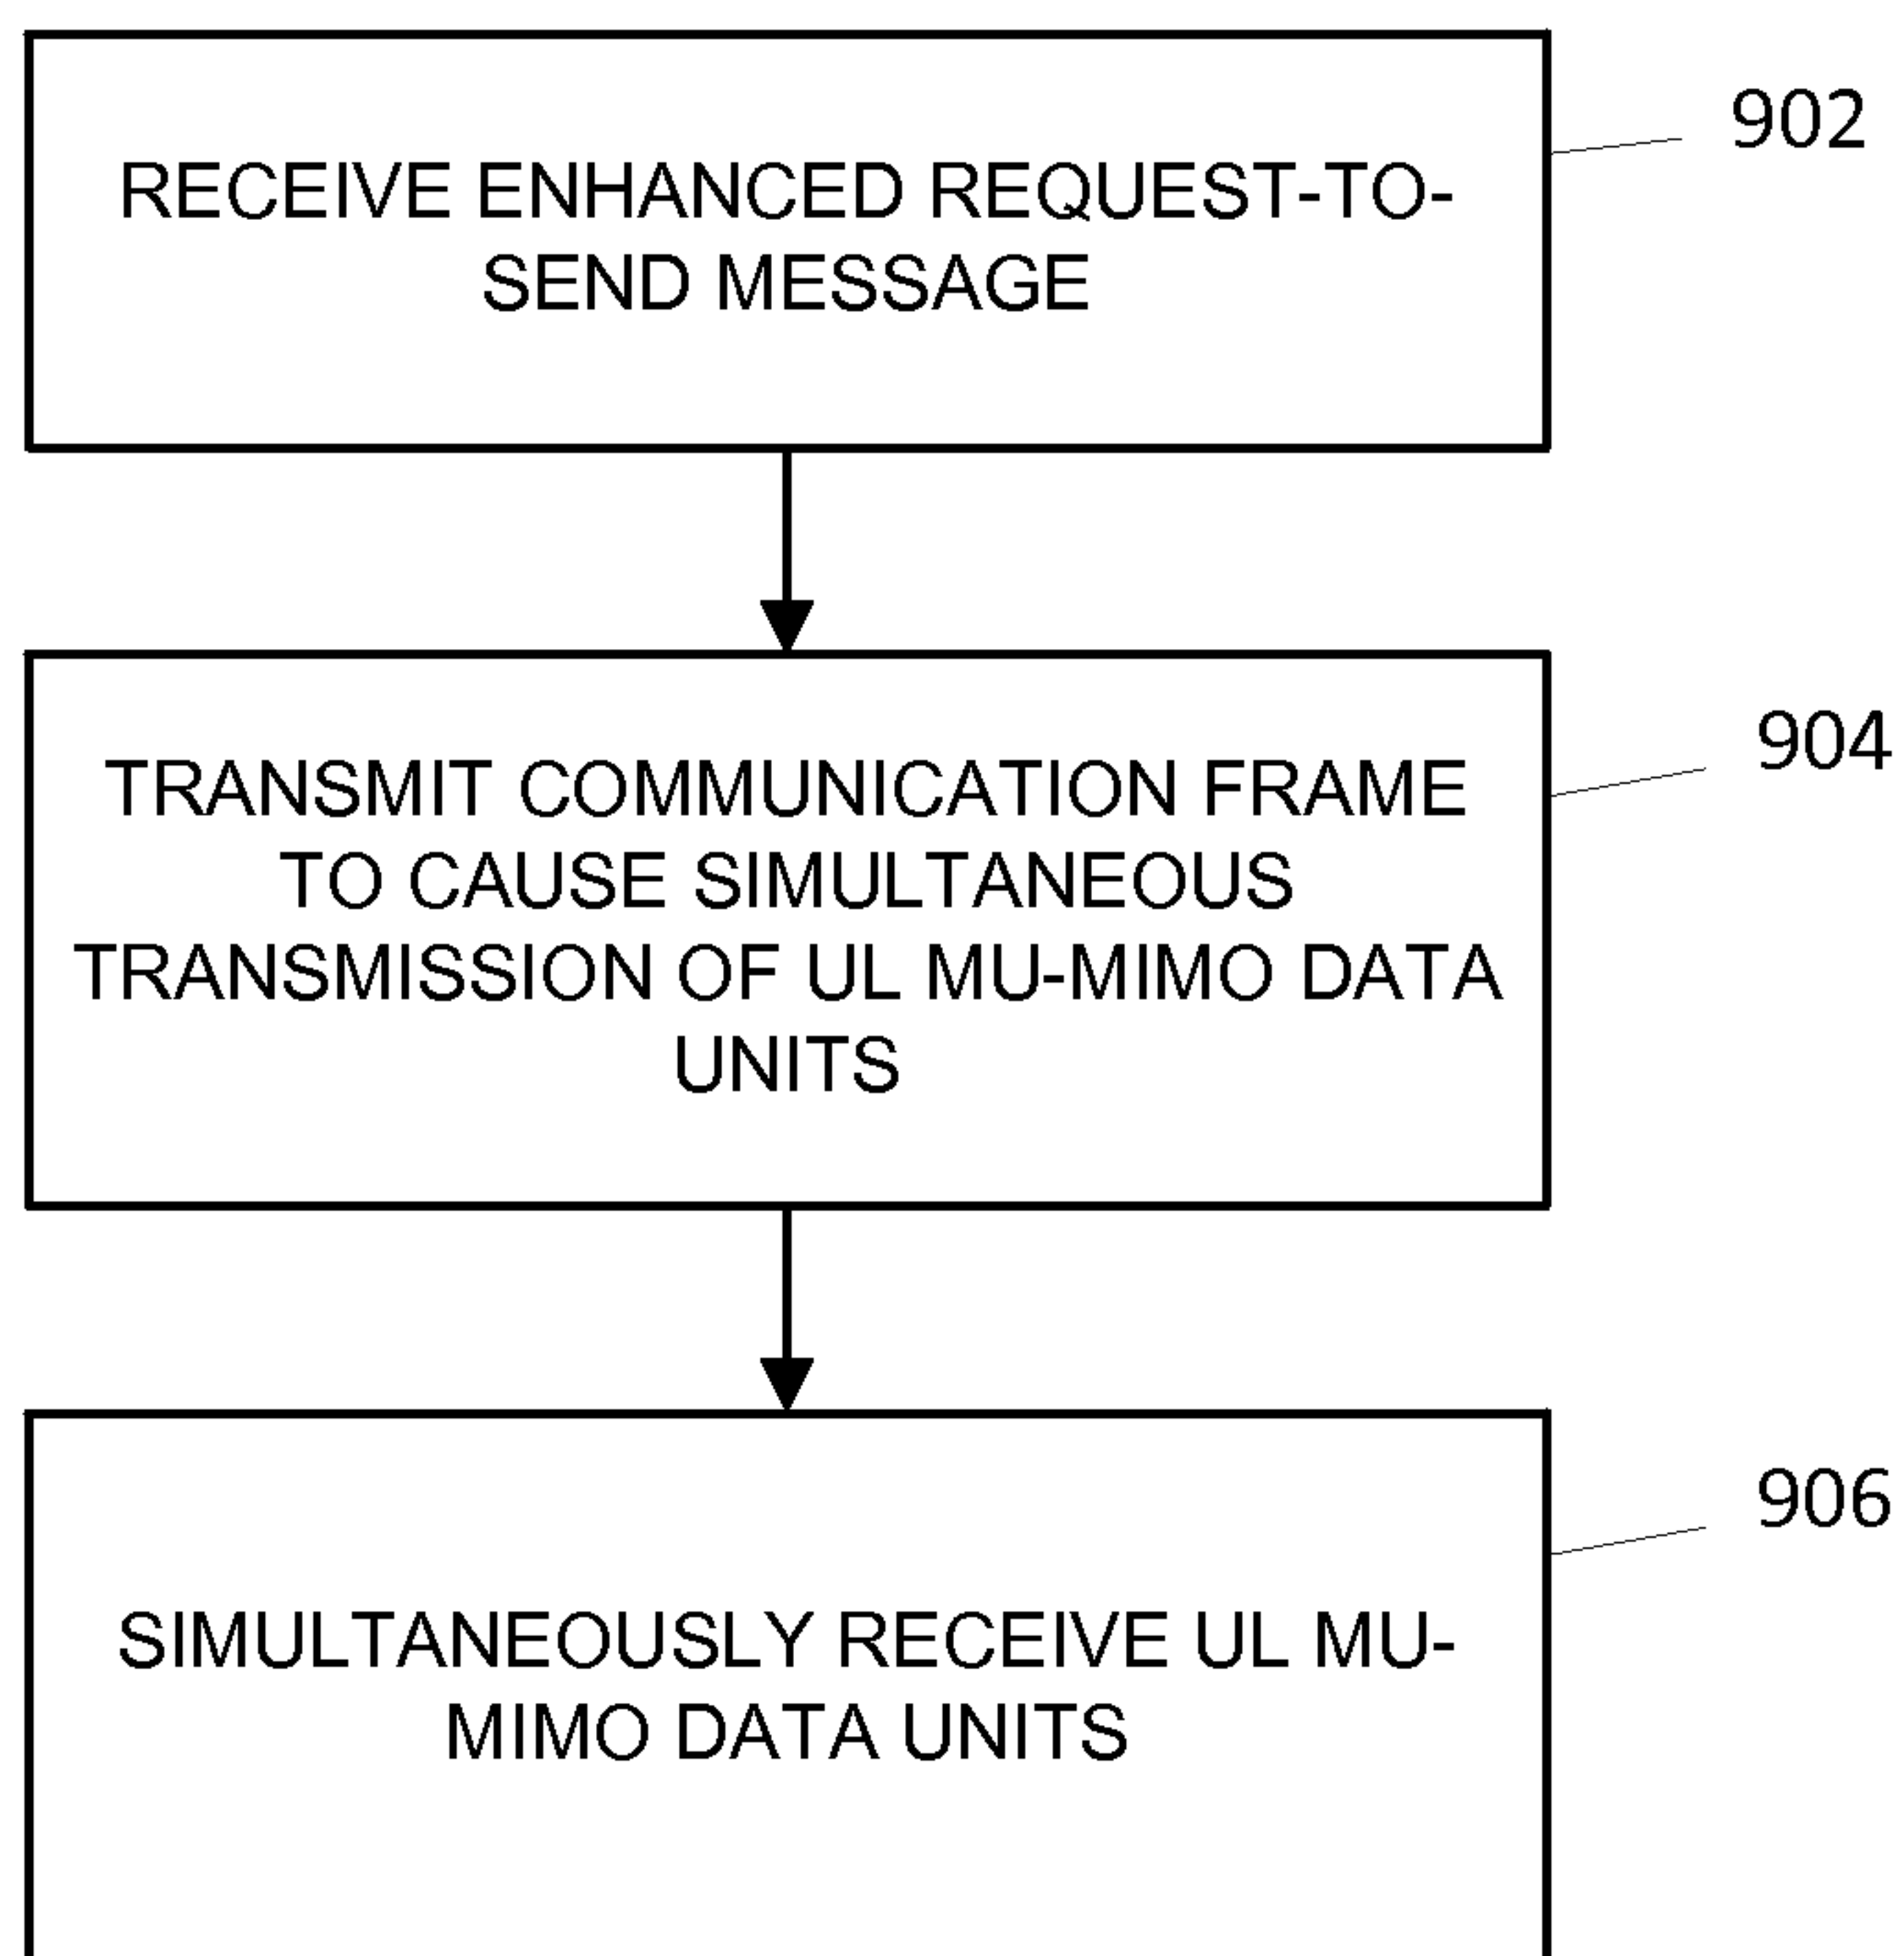 902
RECEIVE ENHANCED REQUEST-TO-
SEND MESSAGE
904
TRANSMIT COMMUNICATION FRAME
TO CAUSE SIMULTANEOUS
TRANSMISSION OF UL MU-MIMO DATA
UNITS
906
SIMULTANEOUSLY RECEIVE UL MU-
MIMO DATA UNITS